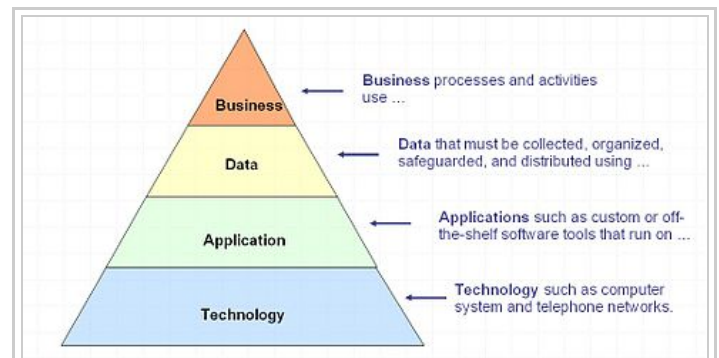 Business
Business processes and activities
use ...
Data
Data that must be collected, organized,
safeguarded, and distributed using ...
Application
Applications such as custom or off-
the-shelf software tools that run on ...
Technology
Technology such as computer
system and telephone networks.